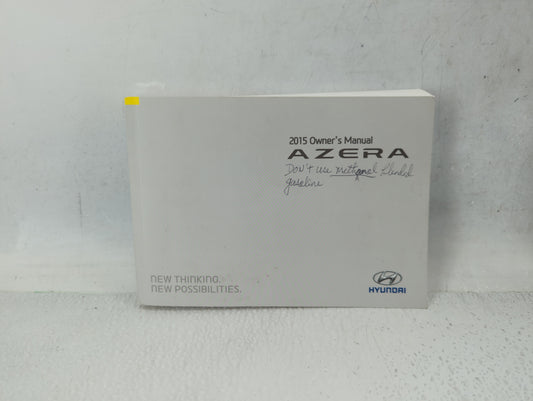 2015 Owner's Manual
AZERA
Don't use methanol blended
gasoline
NEW THINKING.
NEW POSSIBILITIES.
HYUNDAI